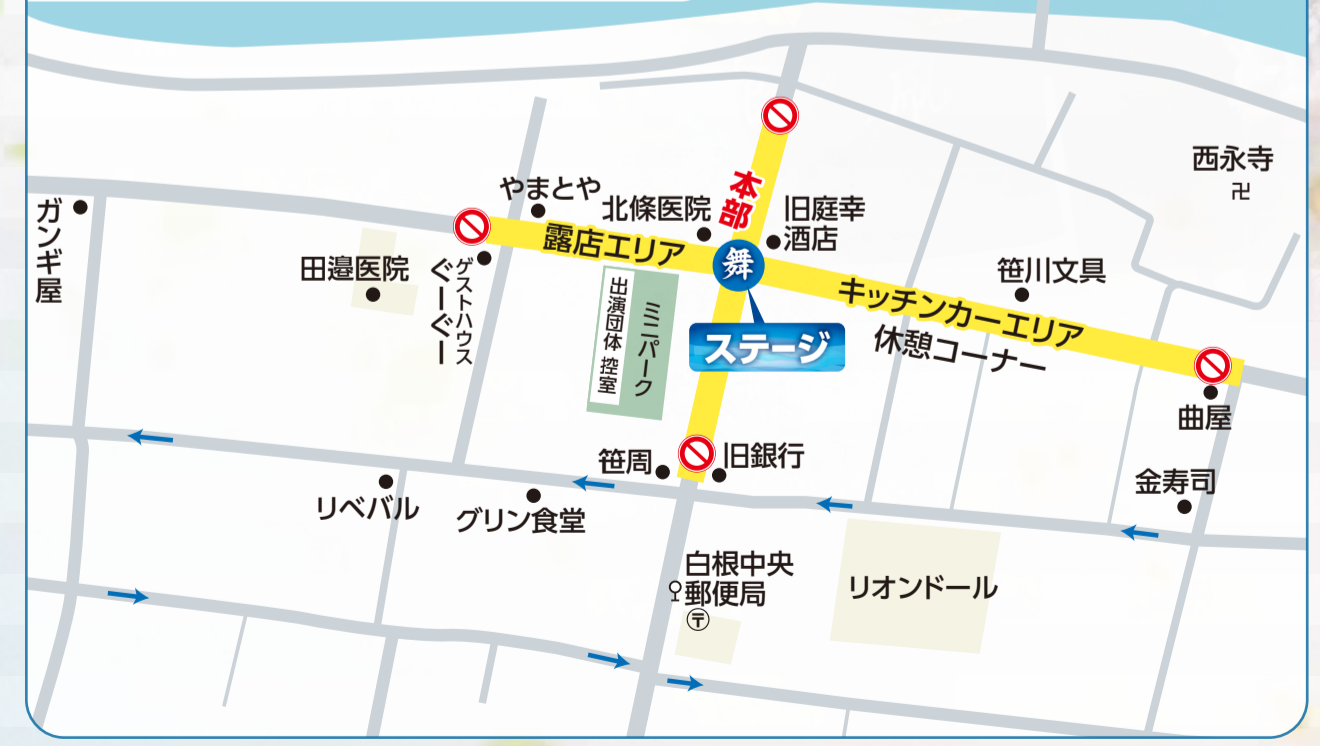 西永寺
卍
本部
やまとや
北條医院
旧庭幸
酒店
ガンギ屋
露店エリア
舞
田邉医院
ゲストハウス
ぐーぐー
出演団体 控室
ミニパーク
ステージ
キッチンカーエリア
休憩コーナー
笹川文具
曲屋
笹周
旧銀行
金寿司
リベバル
グリン食堂
白根中央
郵便局
〒
リオンドール